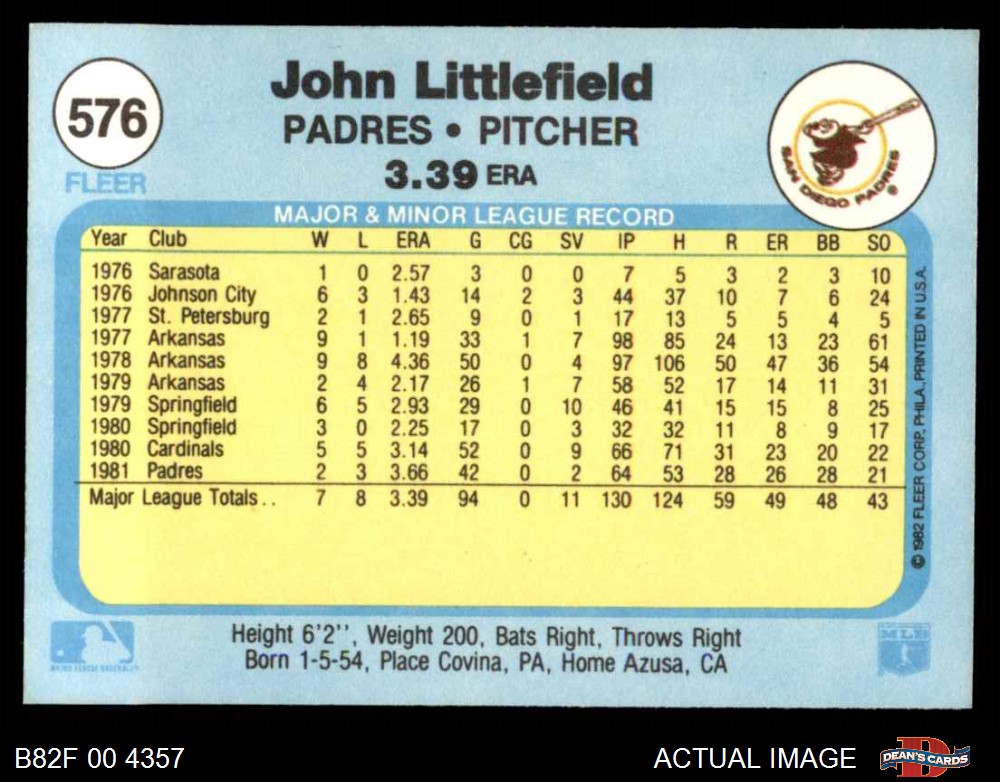 576
FLEER
John Littlefield
PADRES • PITCHER
3.39 ERA
SAN DIEGO PADRES ®
MAJOR & MINOR LEAGUE RECORD
Year Club W L ERA G CG SV IP H R ER BB SO
1976 Sarasota 1 0 2.57 3 0 0 7 5 3 2 3 10
1976 Johnson City 6 3 1.43 14 2 3 44 37 10 7 6 24
1977 St. Petersburg 2 1 2.65 9 0 1 17 13 5 5 4 5
1977 Arkansas 9 1 1.19 33 1 7 98 85 24 13 23 61
1978 Arkansas 9 8 4.36 50 0 4 97 106 50 47 36 54
1979 Arkansas 2 4 2.17 26 1 7 58 52 17 14 11 31
1979 Springfield 6 5 2.93 29 0 10 46 41 15 15 8 25
1980 Springfield 3 0 2.25 17 0 3 32 32 11 8 9 17
1980 Cardinals 5 5 3.14 52 0 9 66 71 31 23 20 22
1981 Padres 2 3 3.66 42 0 2 64 53 28 26 28 21
Major League Totals . . 7 8 3.39 94 0 11 130 124 59 49 48 43
© 1982 FLEER CORP., PHILA., PRINTED IN U.S.A.
Height 6'2'', Weight 200, Bats Right, Throws Right
Born 1-5-54, Place Covina, PA, Home Azusa, CA
MAJOR LEAGUE BASEBALL
MLB
B82F 00 4357
ACTUAL IMAGE
DEAN'S CARDS